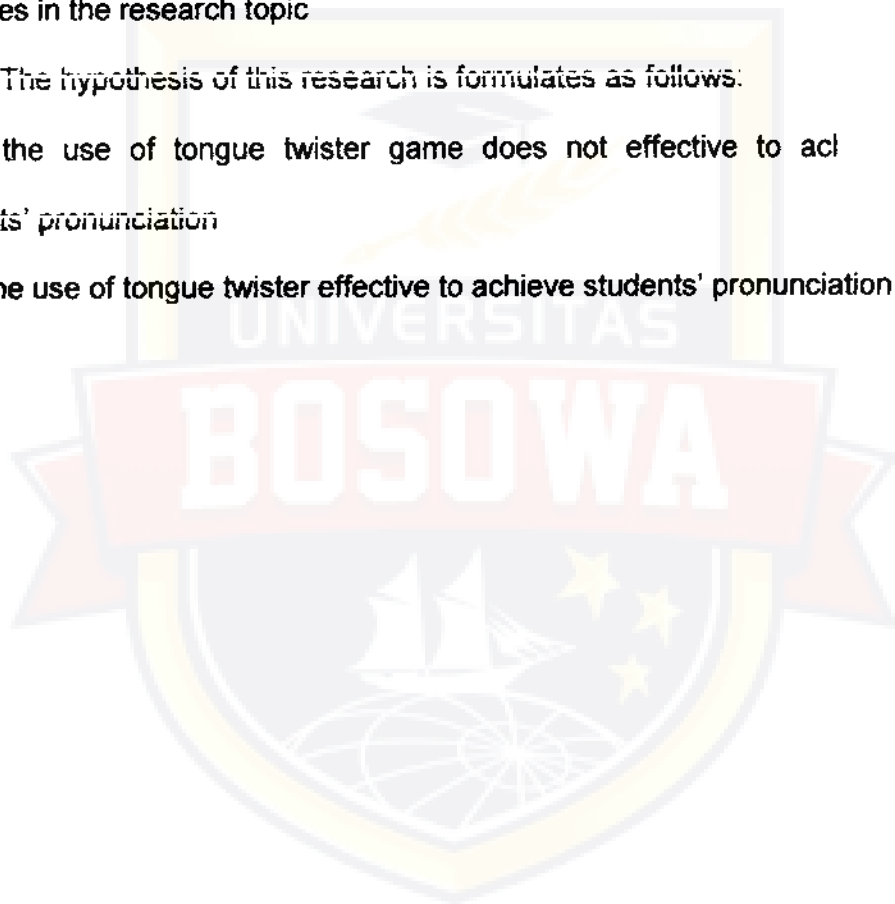 es in the research topic
The hypothesis of this research is formulates as follows:
the use of tongue twister game does not effective to
ts' pronunciation
he use of tongue twister effective to achieve students' pronunciation
UNIVERSITAS
BOSOWA